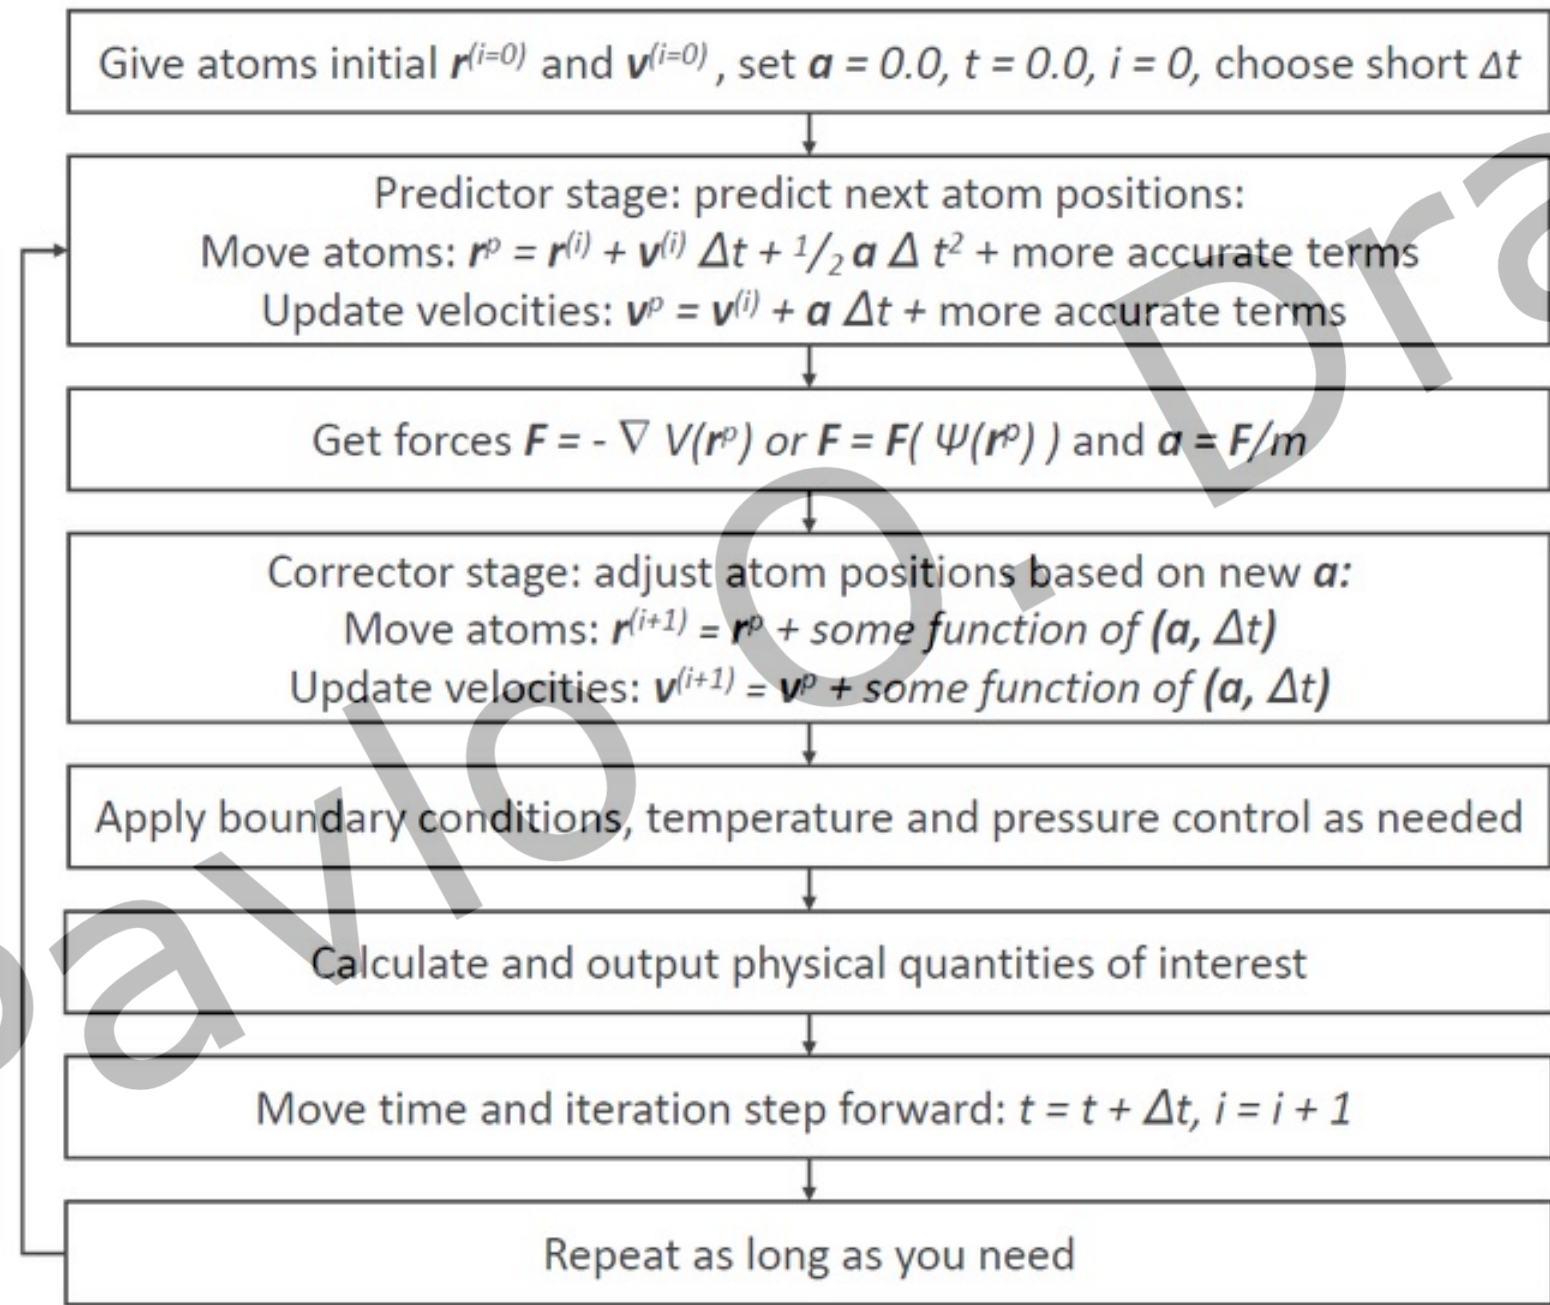 Give atoms initial r⁽ⁱ⁼⁰⁾ and v⁽ⁱ⁼⁰⁾ , set a = 0.0, t = 0.0, i = 0, choose short Δt
Predictor stage: predict next atom positions:
Move atoms: rᵖ = r⁽ⁱ⁾ + v⁽ⁱ⁾ Δt + ¹/₂ a Δ t² + more accurate terms
Update velocities: vᵖ = v⁽ⁱ⁾ + a Δt + more accurate terms
Get forces F = - ∇ V(rᵖ) or F = F( Ψ(rᵖ) ) and a = F/m
Corrector stage: adjust atom positions based on new a:
Move atoms: r⁽ⁱ⁺¹⁾ = rᵖ + some function of (a, Δt)
Update velocities: v⁽ⁱ⁺¹⁾ = vᵖ + some function of (a, Δt)
Apply boundary conditions, temperature and pressure control as needed
Calculate and output physical quantities of interest
Move time and iteration step forward: t = t + Δt, i = i + 1
Repeat as long as you need
Pavlo O. Dra